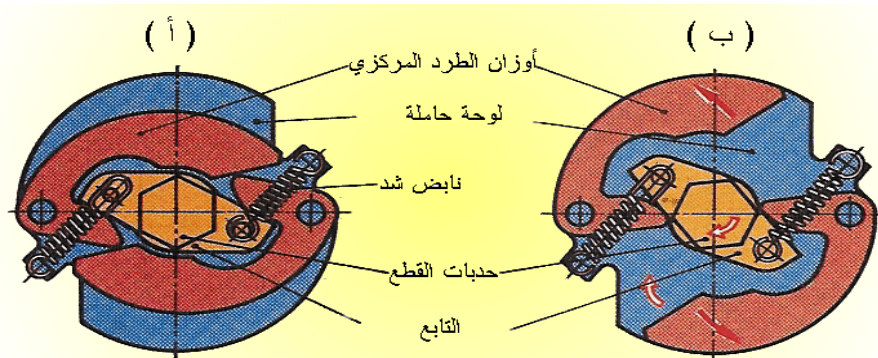 ( أ )
( ب )
أوزان الطرد المركزي
لوحة حاملة
نابض شد
حدبات القطع
التابع